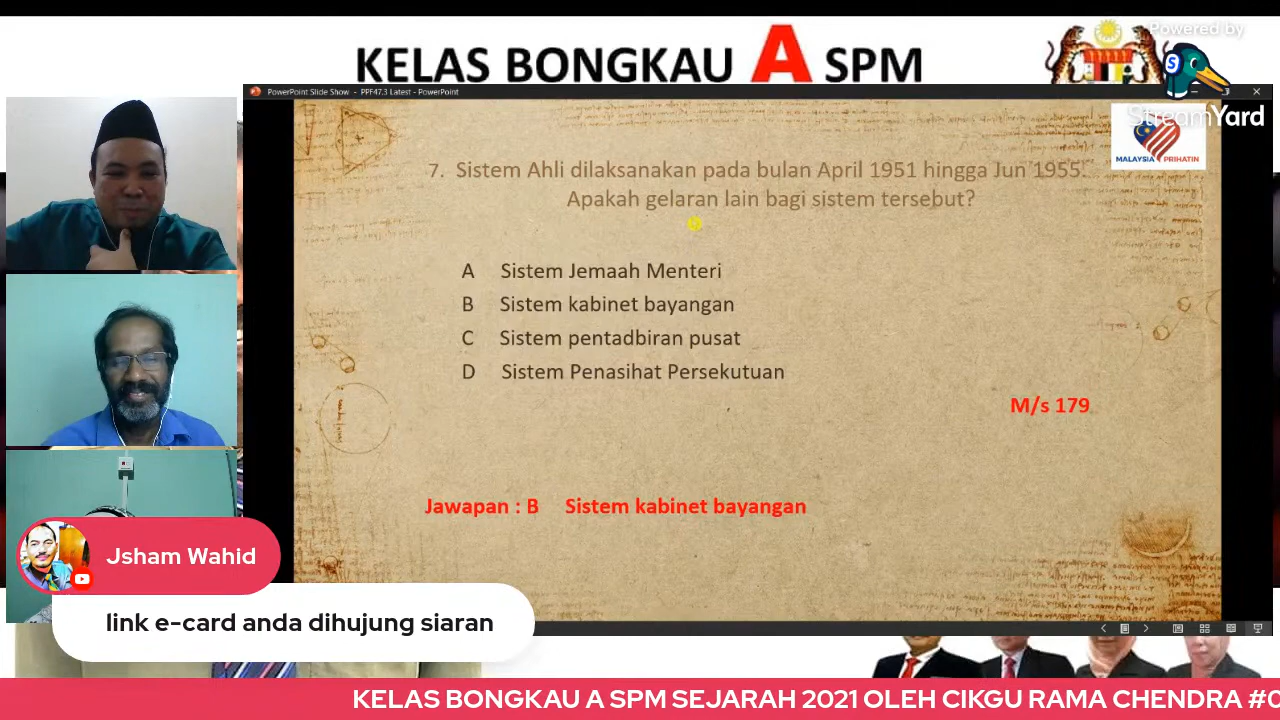 KELAS BONGKAU A SPM
Powered by
StreamYard
PowerPoint Slide Show - PPF47.3 Latest - PowerPoint
MALAYSIA PRIHATIN
7. Sistem Ahli dilaksanakan pada bulan April 1951 hingga Jun 1955.
Apakah gelaran lain bagi sistem tersebut?
A Sistem Jemaah Menteri
B Sistem kabinet bayangan
C Sistem pentadbiran pusat
D Sistem Penasihat Persekutuan
M/s 179
Jawapan : B Sistem kabinet bayangan
Jsham Wahid
link e-card anda dihujung siaran
KELAS BONGKAU A SPM SEJARAH 2021 OLEH CIKGU RAMA CHENDRA #0